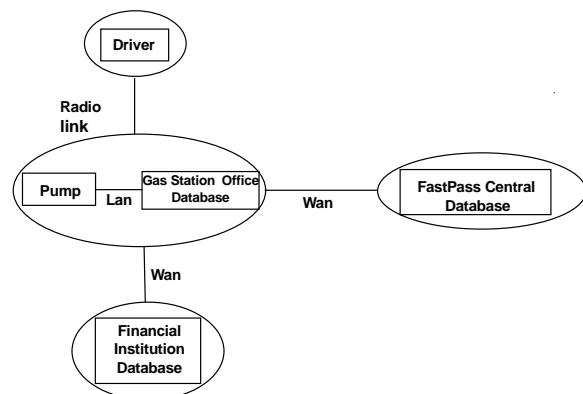 Driver
Radio
link
Pump
Lan
Gas Station Office
Database
Wan
FastPass Central
Database
Wan
Financial
Institution
Database